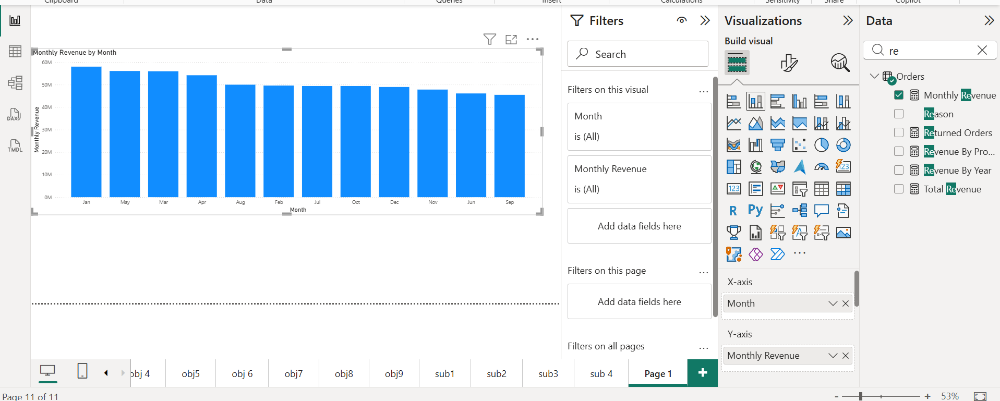 Clipboard
Data
Queries
Insert
Calculations
Sensitivity
Share
Copilot
DAX
TMDL
Monthly Revenue by Month
Monthly Revenue
60M
50M
40M
30M
20M
10M
0M
Jan May Mar Apr Aug Feb Jul Oct Dec Nov Jun Sep
Month
Filters
Search
Filters on this visual
...
Month
is (All)
Monthly Revenue
is (All)
Add data fields here
Filters on this page
...
Add data fields here
Filters on all pages
...
Visualizations
Build visual
123
123
R
Py
...
X-axis
Month
Y-axis
Monthly Revenue
Data
re
Orders
Monthly Revenue
Reason
Returned Orders
Revenue By Pro...
Revenue By Year
Total Revenue
obj 4
obj5
obj 6
obj7
obj8
obj9
sub1
sub2
sub3
sub 4
Page 1
+
Page 11 of 11
- + 53%